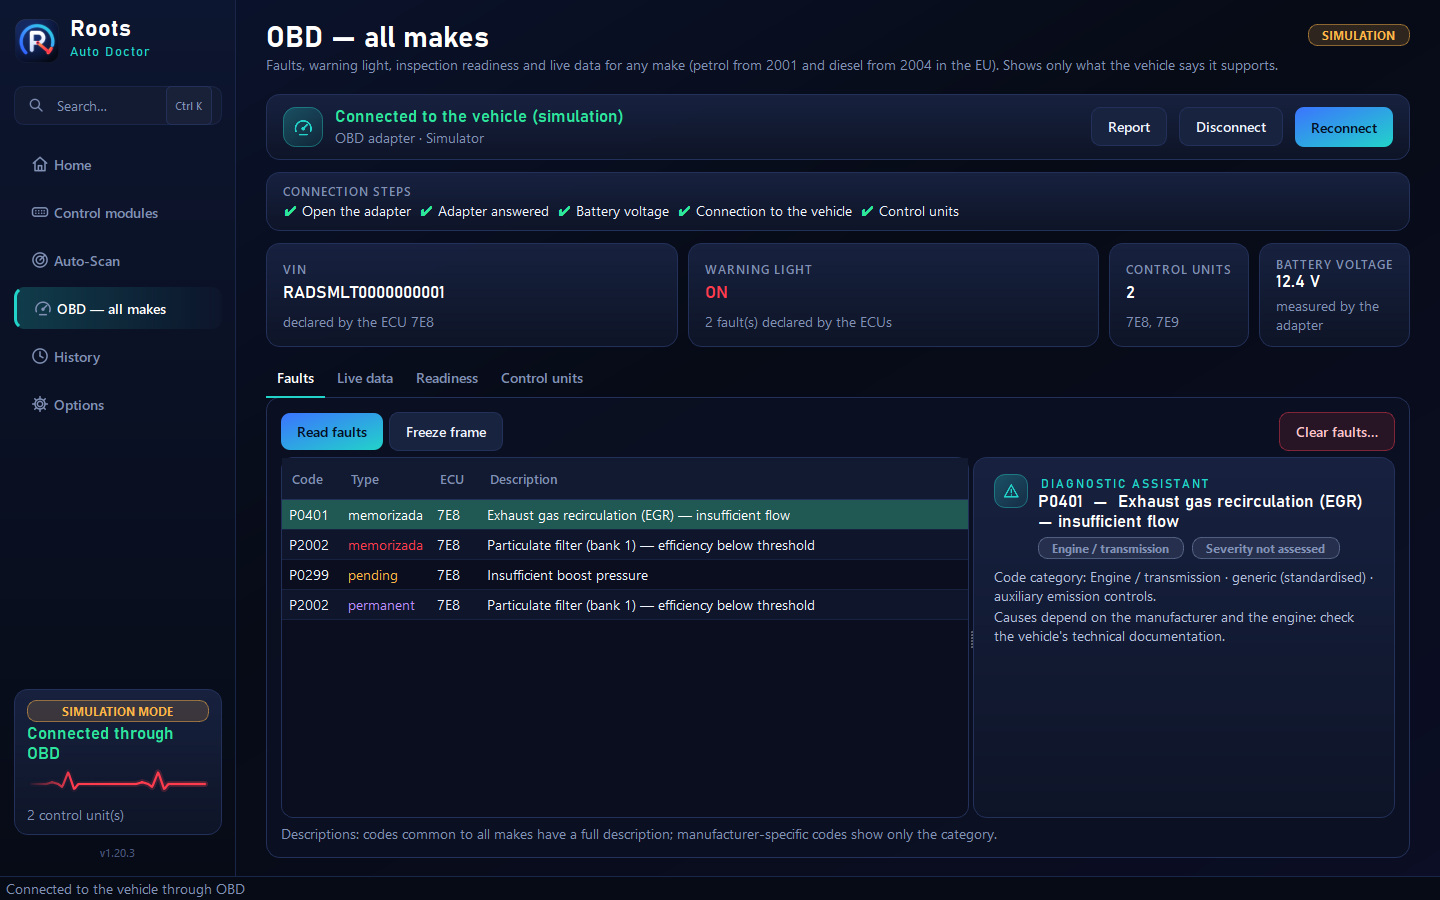 Roots
Auto Doctor
Search...
Ctrl K
Home
Control modules
Auto-Scan
OBD — all makes
History
Options
SIMULATION MODE
Connected through
OBD
2 control unit(s)
v1.20.3
OBD — all makes
SIMULATION
Faults, warning light, inspection readiness and live data for any make (petrol from 2001 and diesel from 2004 in the EU). Shows only what the vehicle says it supports.
Connected to the vehicle (simulation)
OBD adapter · Simulator
Report
Disconnect
Reconnect
CONNECTION STEPS
✔ Open the adapter ✔ Adapter answered ✔ Battery voltage ✔ Connection to the vehicle ✔ Control units
VIN
RADSMLT0000000001
declared by the ECU 7E8
WARNING LIGHT
ON
2 fault(s) declared by the ECUs
CONTROL UNITS
2
7E8, 7E9
BATTERY VOLTAGE
12.4 V
measured by the
adapter
Faults Live data Readiness Control units
Read faults Freeze frame Clear faults...
Code Type ECU Description
P0401 memorizada 7E8 Exhaust gas recirculation (EGR) — insufficient flow
P2002 memorizada 7E8 Particulate filter (bank 1) — efficiency below threshold
P0299 pending 7E8 Insufficient boost pressure
P2002 permanent 7E8 Particulate filter (bank 1) — efficiency below threshold
DIAGNOSTIC ASSISTANT
P0401 — Exhaust gas recirculation (EGR)
— insufficient flow
Engine / transmission Severity not assessed
Code category: Engine / transmission · generic (standardised) ·
auxiliary emission controls.
Causes depend on the manufacturer and the engine: check
the vehicle's technical documentation.
Descriptions: codes common to all makes have a full description; manufacturer-specific codes show only the category.
Connected to the vehicle through OBD